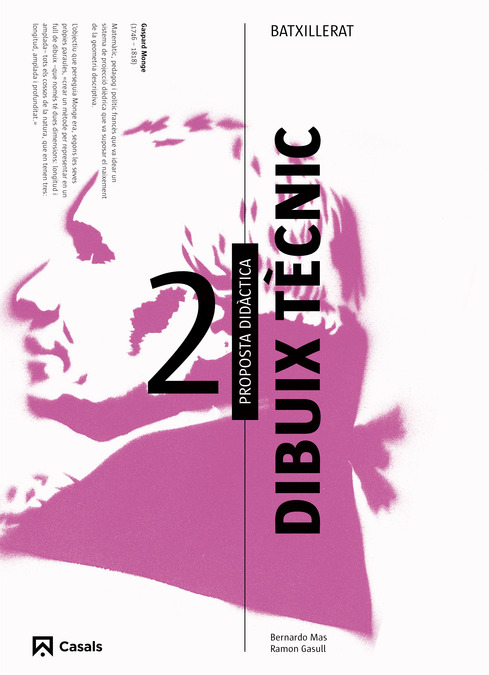 BATXILLERAT
Gaspard Monge
(1746 – 1818)
Matemàtic, pedagog i polític francès que va idear un
sistema de projecció dièdrica que va suposar el naixement
de la geometria descriptiva.
L'objectiu que perseguia Monge era, segons les seves
pròpies paraules, «crear un mètode per representar en un
full de dibuix –que només té dues dimensions: longitud i
amplada– tots els cossos de la natura, que en tenen tres:
longitud, amplada i profunditat.»
2
PROPOSTA DIDÀCTICA
DIBUIX TÈCNIC
Casals
Bernardo Mas
Ramon Gasull